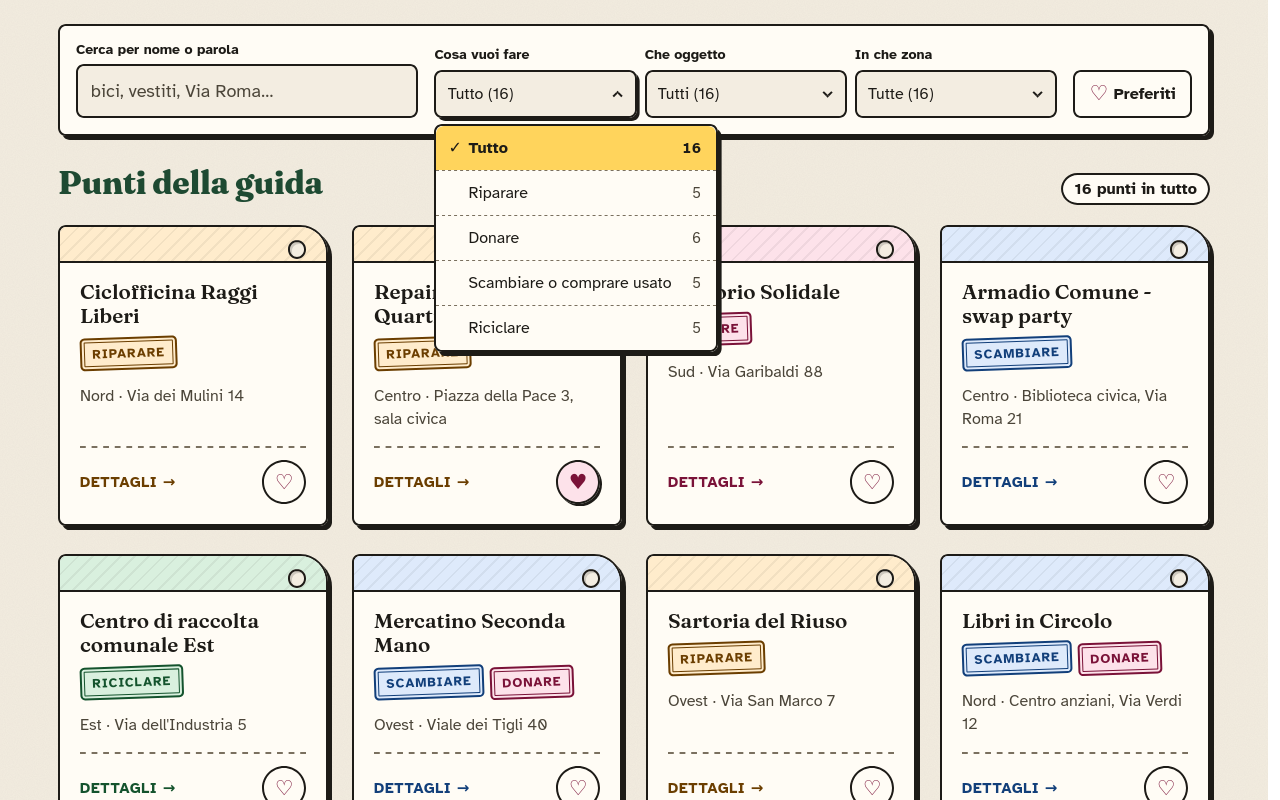 Cerca per nome o parola
bici, vestiti, Via Roma...
Cosa vuoi fare
Tutto (16)
Che oggetto
Tutti (16)
In che zona
Tutte (16)
♡ Preferiti
✓ Tutto 16
Riparare 5
Donare 6
Scambiare o comprare usato 5
Riciclare 5
Punti della guida
16 punti in tutto
Ciclofficina Raggi
Liberi
RIPARARE
Nord · Via dei Mulini 14
DETTAGLI →
RIPARARE
Centro · Piazza della Pace 3,
sala civica
DETTAGLI →
Solidale
Sud · Via Garibaldi 88
DETTAGLI →
Armadio Comune -
swap party
SCAMBIARE
Centro · Biblioteca civica, Via
Roma 21
DETTAGLI →
Centro di raccolta
comunale Est
RICICLARE
Est · Via dell'Industria 5
DETTAGLI →
Mercatino Seconda
Mano
SCAMBIARE DONARE
Ovest · Viale dei Tigli 40
DETTAGLI →
Sartoria del Riuso
RIPARARE
Ovest · Via San Marco 7
DETTAGLI →
Libri in Circolo
SCAMBIARE DONARE
Nord · Centro anziani, Via Verdi
12
DETTAGLI →